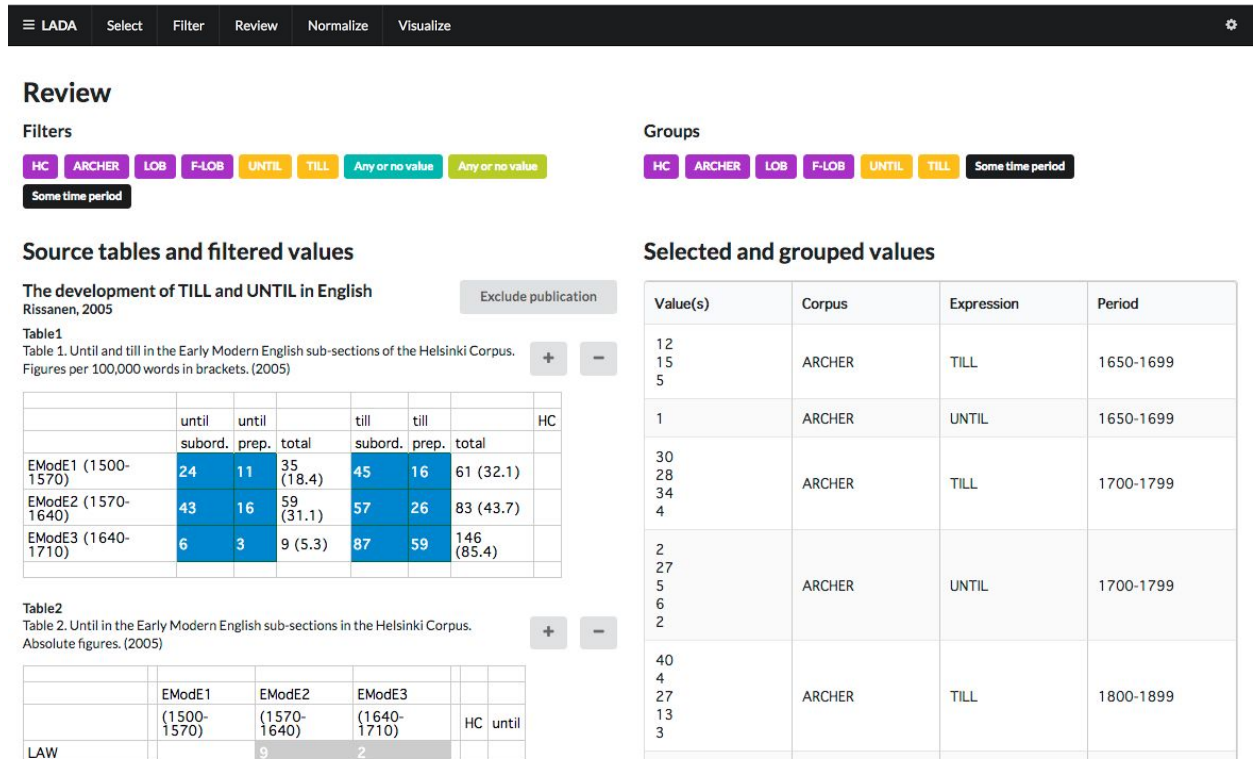 ☰ LADA Select Filter Review Normalize Visualize
Review
Filters
HC ARCHER LOB F-LOB UNTIL TILL Any or no value Any or no value
Some time period
Groups
HC ARCHER LOB F-LOB UNTIL TILL Some time period
Source tables and filtered values
The development of TILL and UNTIL in English
Rissanen, 2005
Exclude publication
Table1
Table 1. Until and till in the Early Modern English sub-sections of the Helsinki Corpus.
Figures per 100,000 words in brackets. (2005)
+ −
until until till till HC
subord. prep. total subord. prep. total
EModE1 (1500-
1570) 24 11 35
(18.4) 45 16 61 (32.1)
EModE2 (1570-
1640) 43 16 59
(31.1) 57 26 83 (43.7)
EModE3 (1640-
1710) 6 3 9 (5.3) 87 59 146
(85.4)
Table2
Table 2. Until in the Early Modern English sub-sections in the Helsinki Corpus.
Absolute figures. (2005)
+ −
EModE1 EModE2 EModE3
(1500-
1570) (1570-
1640) (1640-
1710) HC until
LAW 9 2
Selected and grouped values
Value(s) Corpus Expression Period
12
15 ARCHER TILL 1650-1699
5
1 ARCHER UNTIL 1650-1699
30
28
34 ARCHER TILL 1700-1799
4
2
27
5 ARCHER UNTIL 1700-1799
6
2
40
4
27 ARCHER TILL 1800-1899
13
3